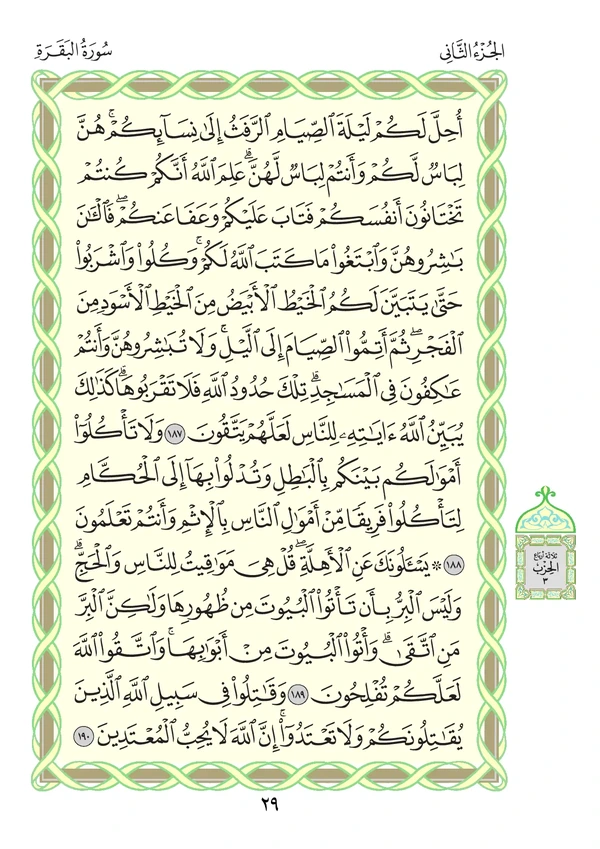 الجُزْءُ الثَّانِي
سُورَةُ البَقَرَةِ
أُحِلَّ لَكُمۡ لَيۡلَةَ ٱلصِّيَامِ ٱلرَّفَثُ إِلَىٰ نِسَآئِكُمۡۚ هُنَّ
لِبَاسٞ لَّكُمۡ وَأَنتُمۡ لِبَاسٞ لَّهُنَّۗ عَلِمَ ٱللَّهُ أَنَّكُمۡ كُنتُمۡ
تَخۡتَانُونَ أَنفُسَكُمۡ فَتَابَ عَلَيۡكُمۡ وَعَفَا عَنكُمۡۖ فَٱلۡـَٰٔنَ
بَٰشِرُوهُنَّ وَٱبۡتَغُواْ مَا كَتَبَ ٱللَّهُ لَكُمۡۚ وَكُلُواْ وَٱشۡرَبُواْ
حَتَّىٰ يَتَبَيَّنَ لَكُمُ ٱلۡخَيۡطُ ٱلۡأَبۡيَضُ مِنَ ٱلۡخَيۡطِ ٱلۡأَسۡوَدِ مِنَ
ٱلۡفَجۡرِۖ ثُمَّ أَتِمُّواْ ٱلصِّيَامَ إِلَى ٱلَّيۡلِۚ وَلَا تُبَٰشِرُوهُنَّ وَأَنتُمۡ
عَٰكِفُونَ فِي ٱلۡمَسَٰجِدِۗ تِلۡكَ حُدُودُ ٱللَّهِ فَلَا تَقۡرَبُوهَاۗ كَذَٰلِكَ
يُبَيِّنُ ٱللَّهُ ءَايَٰتِهِۦ لِلنَّاسِ لَعَلَّهُمۡ يَتَّقُونَ ١٨٧ وَلَا تَأۡكُلُوٓاْ
أَمۡوَٰلَكُم بَيۡنَكُم بِٱلۡبَٰطِلِ وَتُدۡلُواْ بِهَآ إِلَى ٱلۡحُكَّامِ
لِتَأۡكُلُواْ فَرِيقٗا مِّنۡ أَمۡوَٰلِ ٱلنَّاسِ بِٱلۡإِثۡمِ وَأَنتُمۡ تَعۡلَمُونَ
١٨٨ ۞ يَسۡـَٔلُونَكَ عَنِ ٱلۡأَهِلَّةِۖ قُلۡ هِيَ مَوَٰقِيتُ لِلنَّاسِ وَٱلۡحَجِّۗ
وَلَيۡسَ ٱلۡبِرُّ بِأَن تَأۡتُواْ ٱلۡبُيُوتَ مِن ظُهُورِهَا وَلَٰكِنَّ ٱلۡبِرَّ
مَنِ ٱتَّقَىٰۗ وَأۡتُواْ ٱلۡبُيُوتَ مِنۡ أَبۡوَٰبِهَاۚ وَٱتَّقُواْ ٱللَّهَ
لَعَلَّكُمۡ تُفۡلِحُونَ ١٨٩ وَقَٰتِلُواْ فِي سَبِيلِ ٱللَّهِ ٱلَّذِينَ
يُقَٰتِلُونَكُمۡ وَلَا تَعۡتَدُوٓاْۚ إِنَّ ٱللَّهَ لَا يُحِبُّ ٱلۡمُعۡتَدِينَ ١٩٠
ثلاثة أرباع
الحزب
٣
٢٩